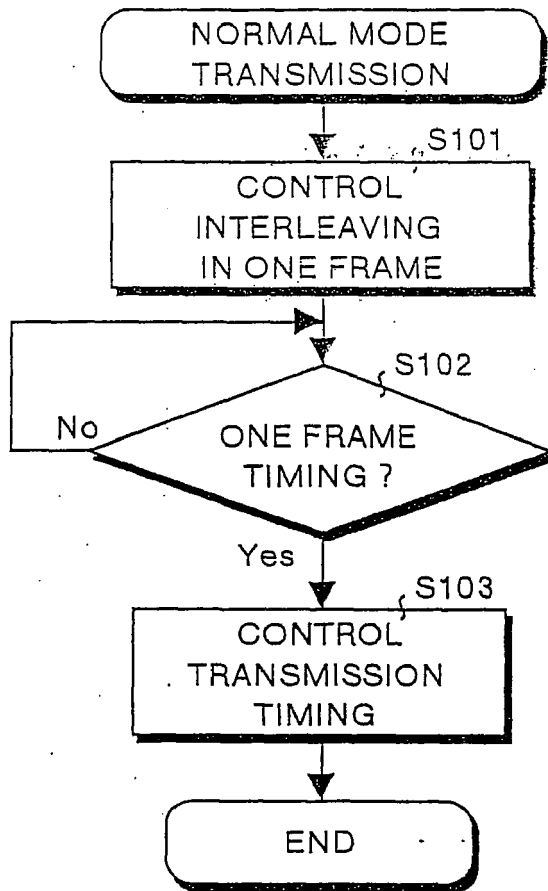 NORMAL MODE
TRANSMISSION
S101
CONTROL
INTERLEAVING
IN ONE FRAME
S102
No
ONE FRAME
TIMING ?
Yes
S103
CONTROL
TRANSMISSION
TIMING
END